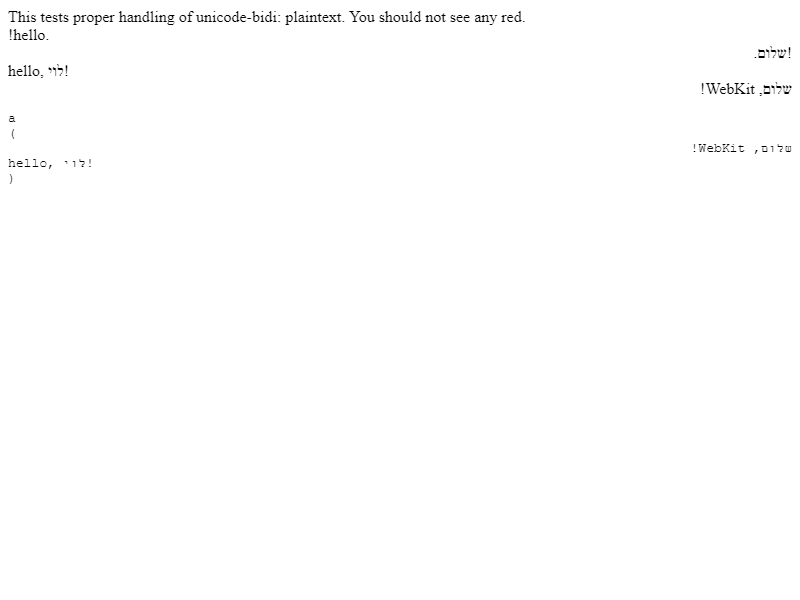 This tests proper handling of unicode-bidi: plaintext. You should not see any red.
!hello.
!שלום.
hello, לוי!
שלום, WebKit!
a
(
שלום, WebKit!
hello, לוי!
)